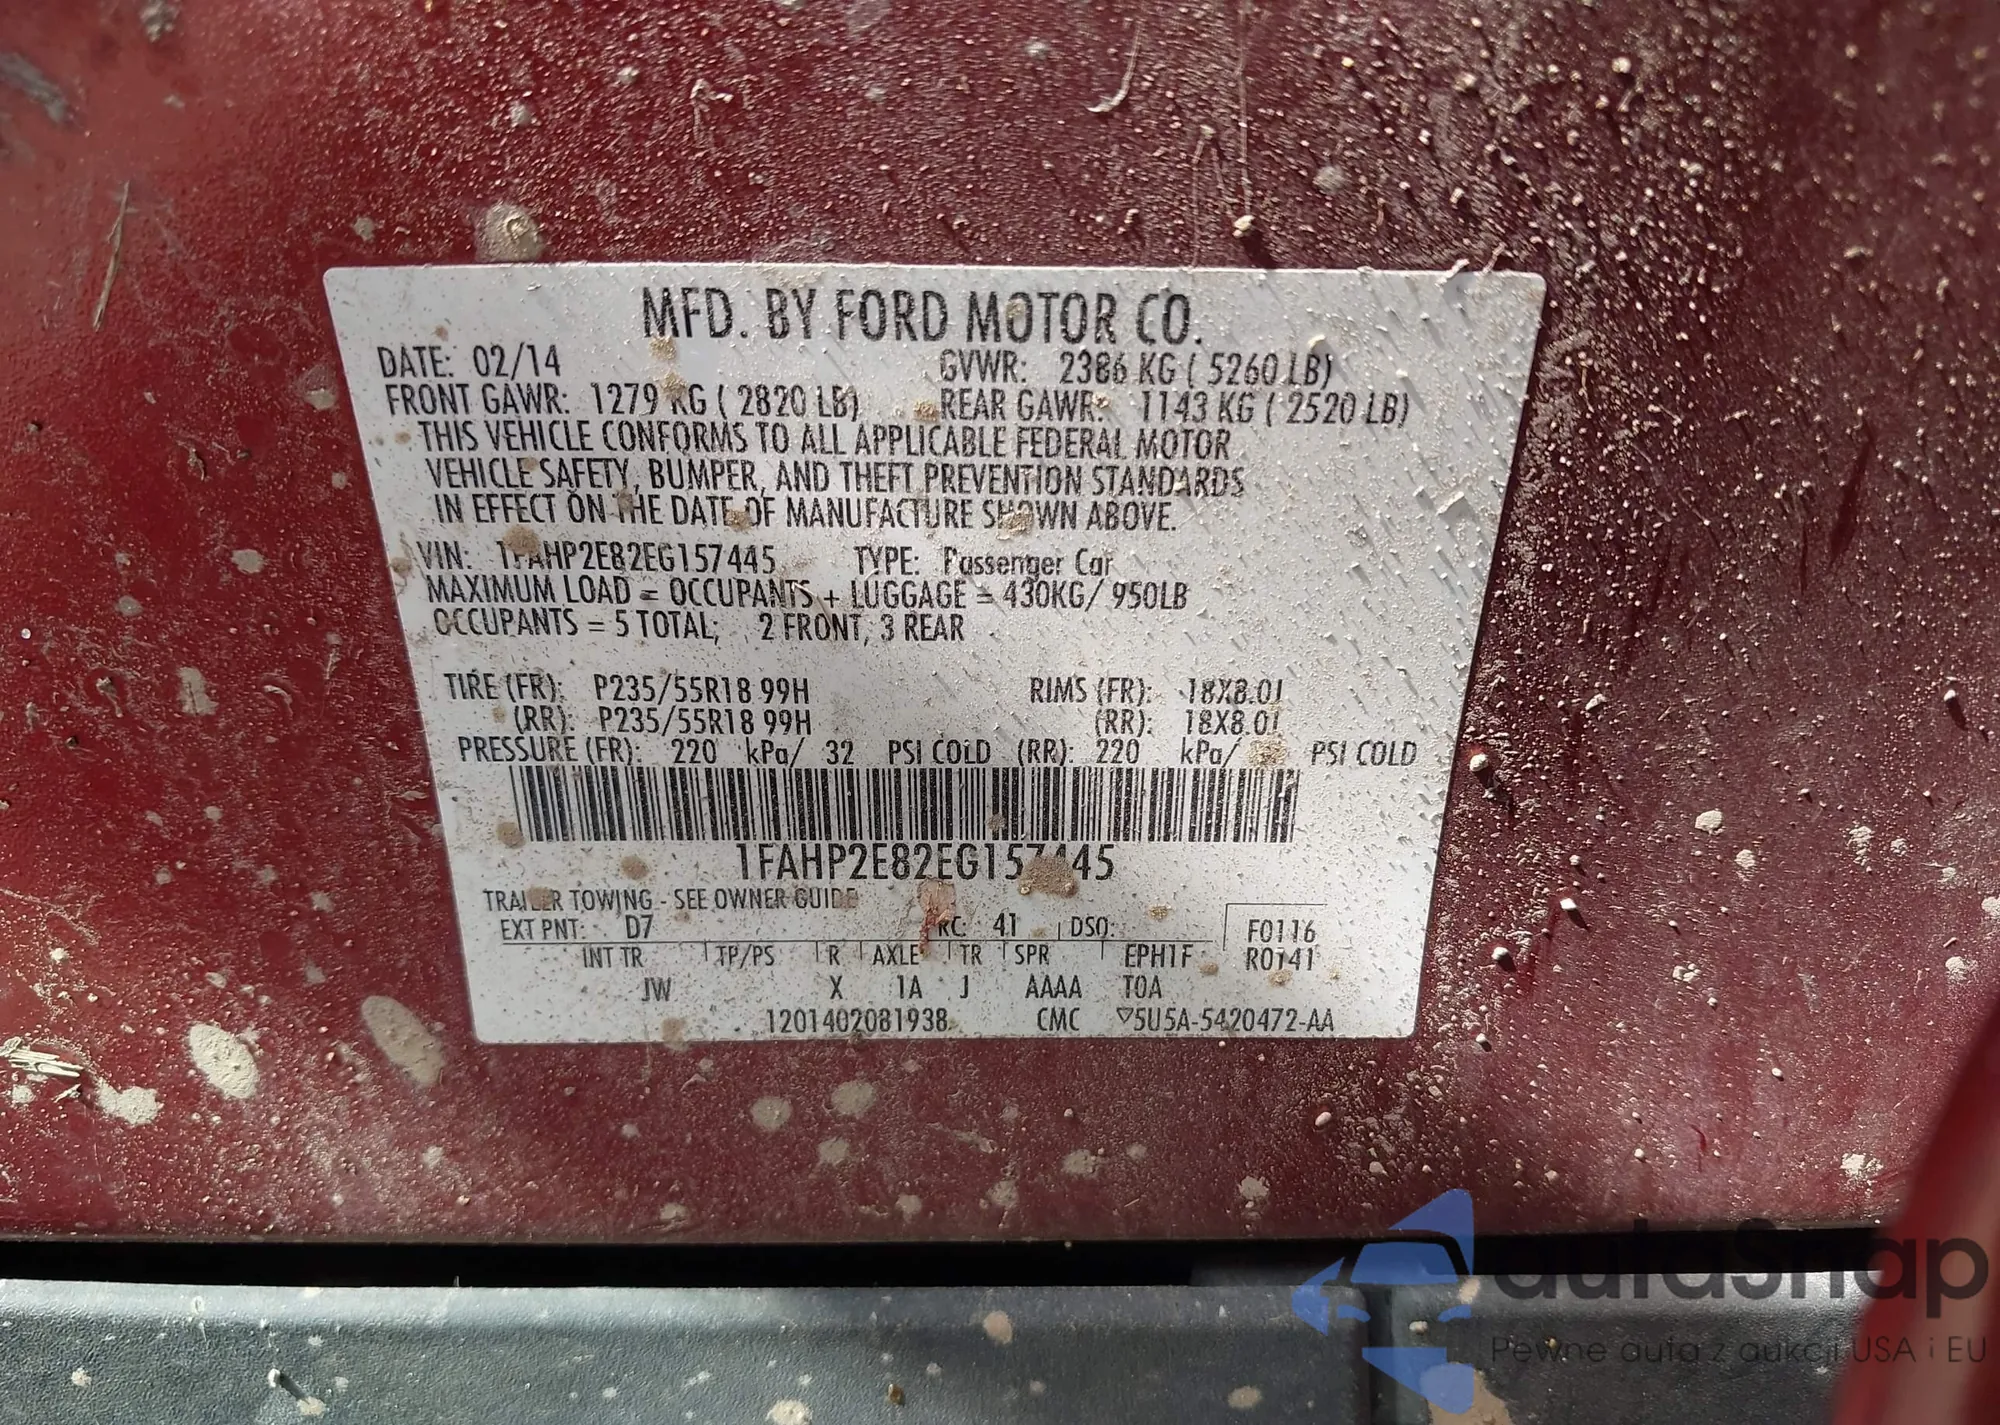 MFD. BY FORD MOTOR CO.
DATE: 02/14 GVWR: 2386 KG ( 5260 LB)
FRONT GAWR: 1279 KG ( 2820 LB) REAR GAWR: 1143 KG ( 2520 LB)
THIS VEHICLE CONFORMS TO ALL APPLICABLE FEDERAL MOTOR
VEHICLE SAFETY, BUMPER, AND THEFT PREVENTION STANDARDS
IN EFFECT ON THE DATE OF MANUFACTURE SHOWN ABOVE.
VIN: 1FAHP2E82EG157445 TYPE: Passenger Car
MAXIMUM LOAD = OCCUPANTS + LUGGAGE = 430KG/ 950LB
OCCUPANTS = 5 TOTAL; 2 FRONT, 3 REAR
TIRE (FR): P235/55R18 99H RIMS (FR): 18X8.0J
(RR): P235/55R18 99H (RR): 18X8.0J
PRESSURE (FR): 220 kPa/ 32 PSI COLD (RR): 220 kPa/ PSI COLD
1FAHP2E82EG157445
TRAILER TOWING - SEE OWNER GUIDE
EXT PNT: D7 RC: 41 DSO: F0116
INT TR TP/PS R AXLE TR SPR EPH1F R0141
JW X 1A J AAAA T0A
1201402081938 CMC ▽5U5A-5420472-AA
autoSnap
Pewne auta z aukcji USA i EU